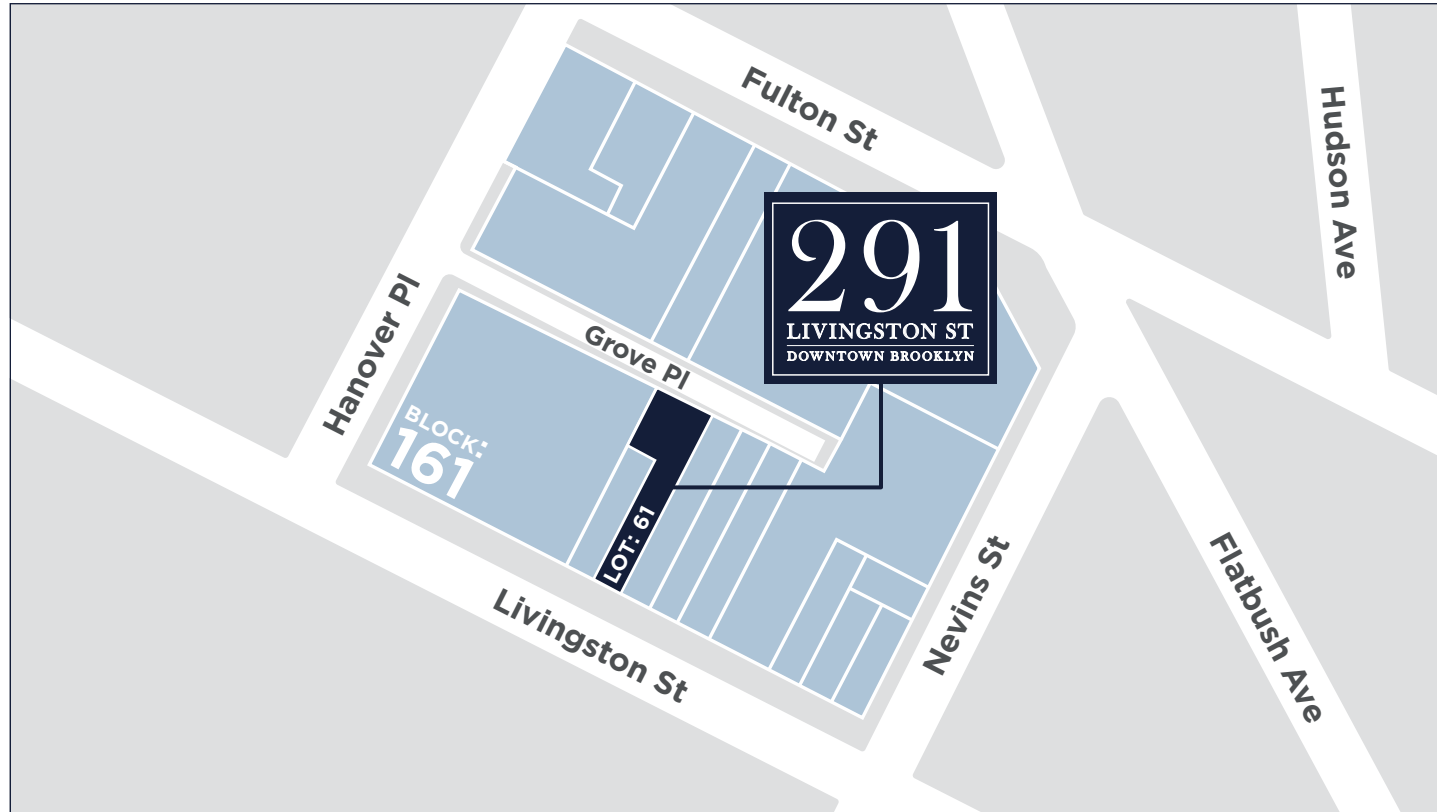 Fulton St
Hudson Ave
291
LIVINGSTON ST
DOWNTOWN BROOKLYN
Hanover Pl
Grove Pl
BLOCK:
161
LOT: 61
Livingston St
Nevins St
Flatbush Ave